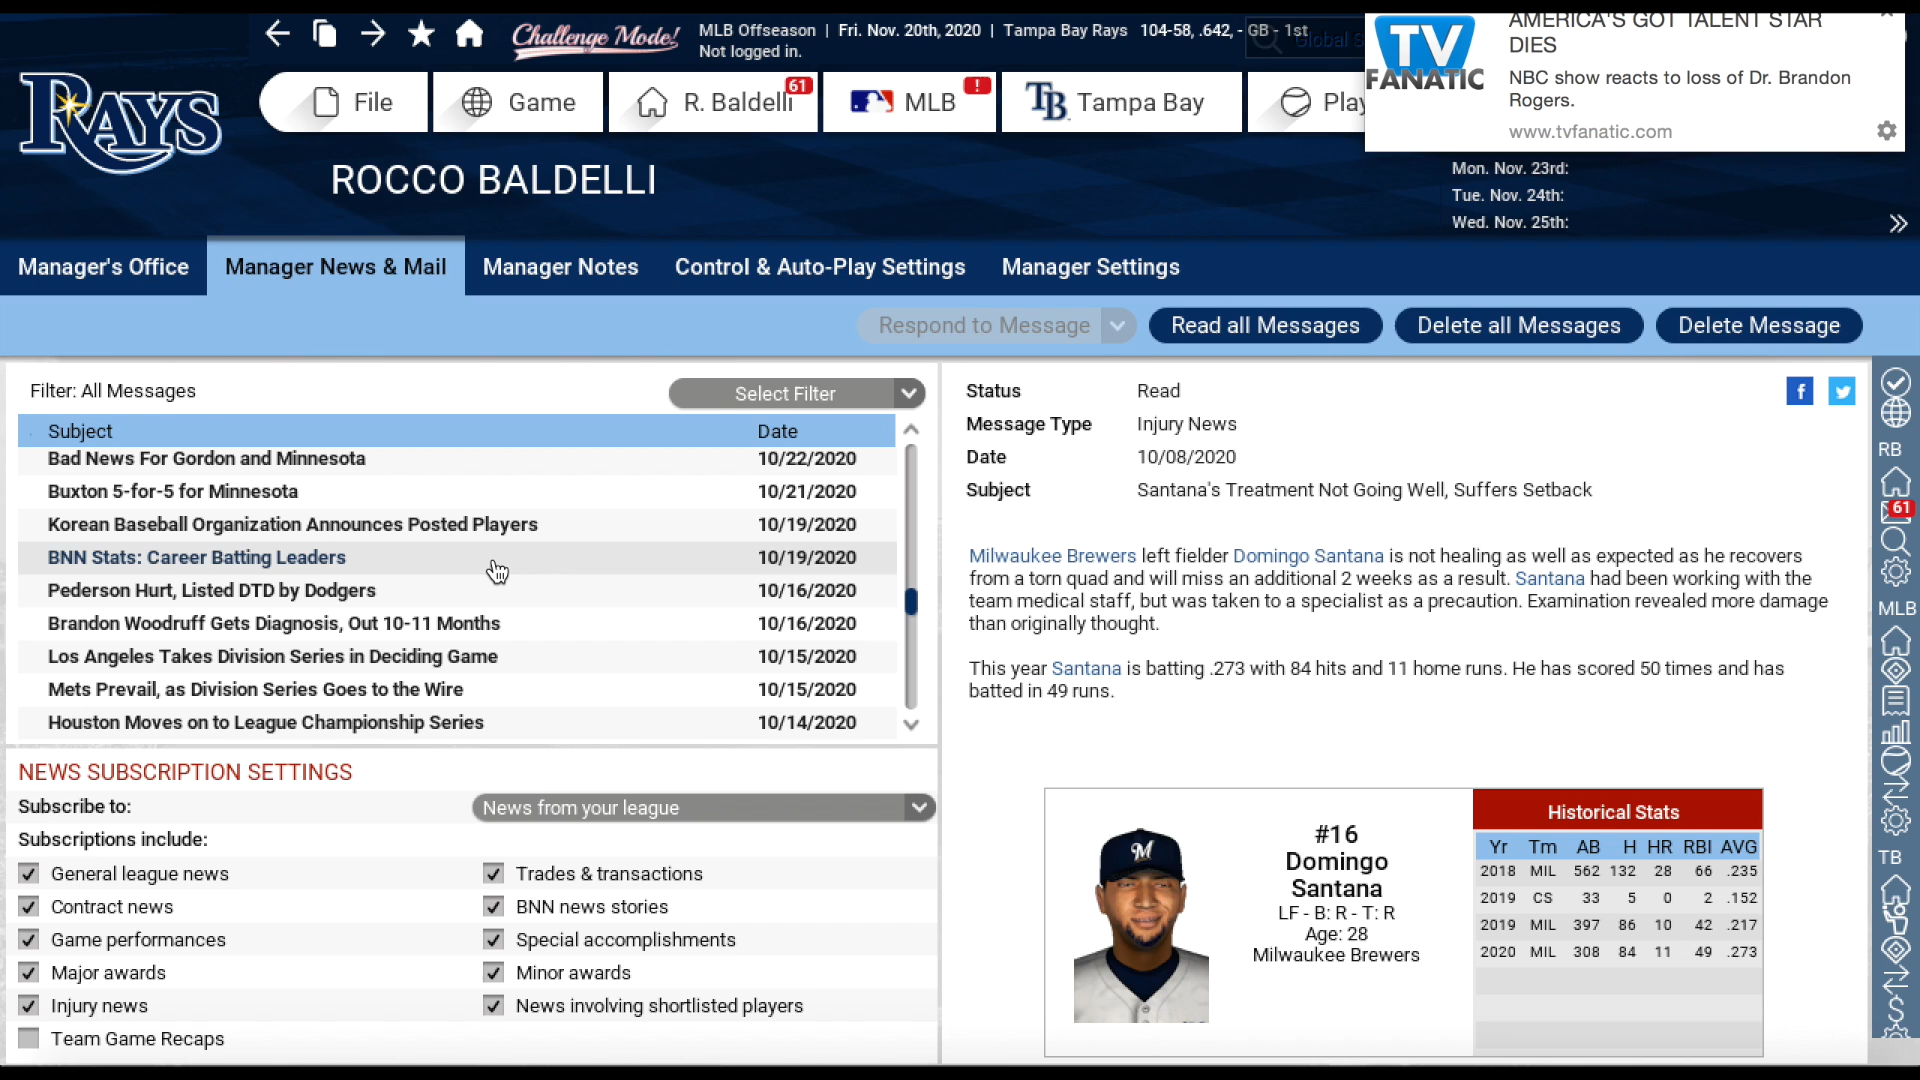 Challenge Mode!
MLB Offseason | Fri. Nov. 20th, 2020 | Tampa Bay Rays 104-58, .642, - GB - 1st
Not logged in.
Global
AMERICA'S GOT TALENT STAR
DIES
NBC show reacts to loss of Dr. Brandon
Rogers.
www.tvfanatic.com
TV
FANATIC
RAYS
File
Game
R. Baldelli
61
MLB
!
TB
Tampa Bay
Play
ROCCO BALDELLI
Mon. Nov. 23rd:
Tue. Nov. 24th:
Wed. Nov. 25th:
Manager's Office
Manager News & Mail
Manager Notes
Control & Auto-Play Settings
Manager Settings
Respond to Message
Read all Messages
Delete all Messages
Delete Message
Filter: All Messages
Select Filter
Subject Date
Bad News For Gordon and Minnesota 10/22/2020
Buxton 5-for-5 for Minnesota 10/21/2020
Korean Baseball Organization Announces Posted Players 10/19/2020
BNN Stats: Career Batting Leaders 10/19/2020
Pederson Hurt, Listed DTD by Dodgers 10/16/2020
Brandon Woodruff Gets Diagnosis, Out 10-11 Months 10/16/2020
Los Angeles Takes Division Series in Deciding Game 10/15/2020
Mets Prevail, as Division Series Goes to the Wire 10/15/2020
Houston Moves on to League Championship Series 10/14/2020
NEWS SUBSCRIPTION SETTINGS
Subscribe to: News from your league
Subscriptions include:
General league news Trades & transactions
Contract news BNN news stories
Game performances Special accomplishments
Major awards Minor awards
Injury news News involving shortlisted players
Team Game Recaps
Status Read
Message Type Injury News
Date 10/08/2020
Subject Santana's Treatment Not Going Well, Suffers Setback
Milwaukee Brewers left fielder Domingo Santana is not healing as well as expected as he recovers
from a torn quad and will miss an additional 2 weeks as a result. Santana had been working with the
team medical staff, but was taken to a specialist as a precaution. Examination revealed more damage
than originally thought.
This year Santana is batting .273 with 84 hits and 11 home runs. He has scored 50 times and has
batted in 49 runs.
#16
Domingo
Santana
LF - B: R - T: R
Age: 28
Milwaukee Brewers
Historical Stats
Yr Tm AB H HR RBI AVG
2018 MIL 562 132 28 66 .235
2019 CS 33 5 0 2 .152
2019 MIL 397 86 10 42 .217
2020 MIL 308 84 11 49 .273
RB
61
MLB
TB